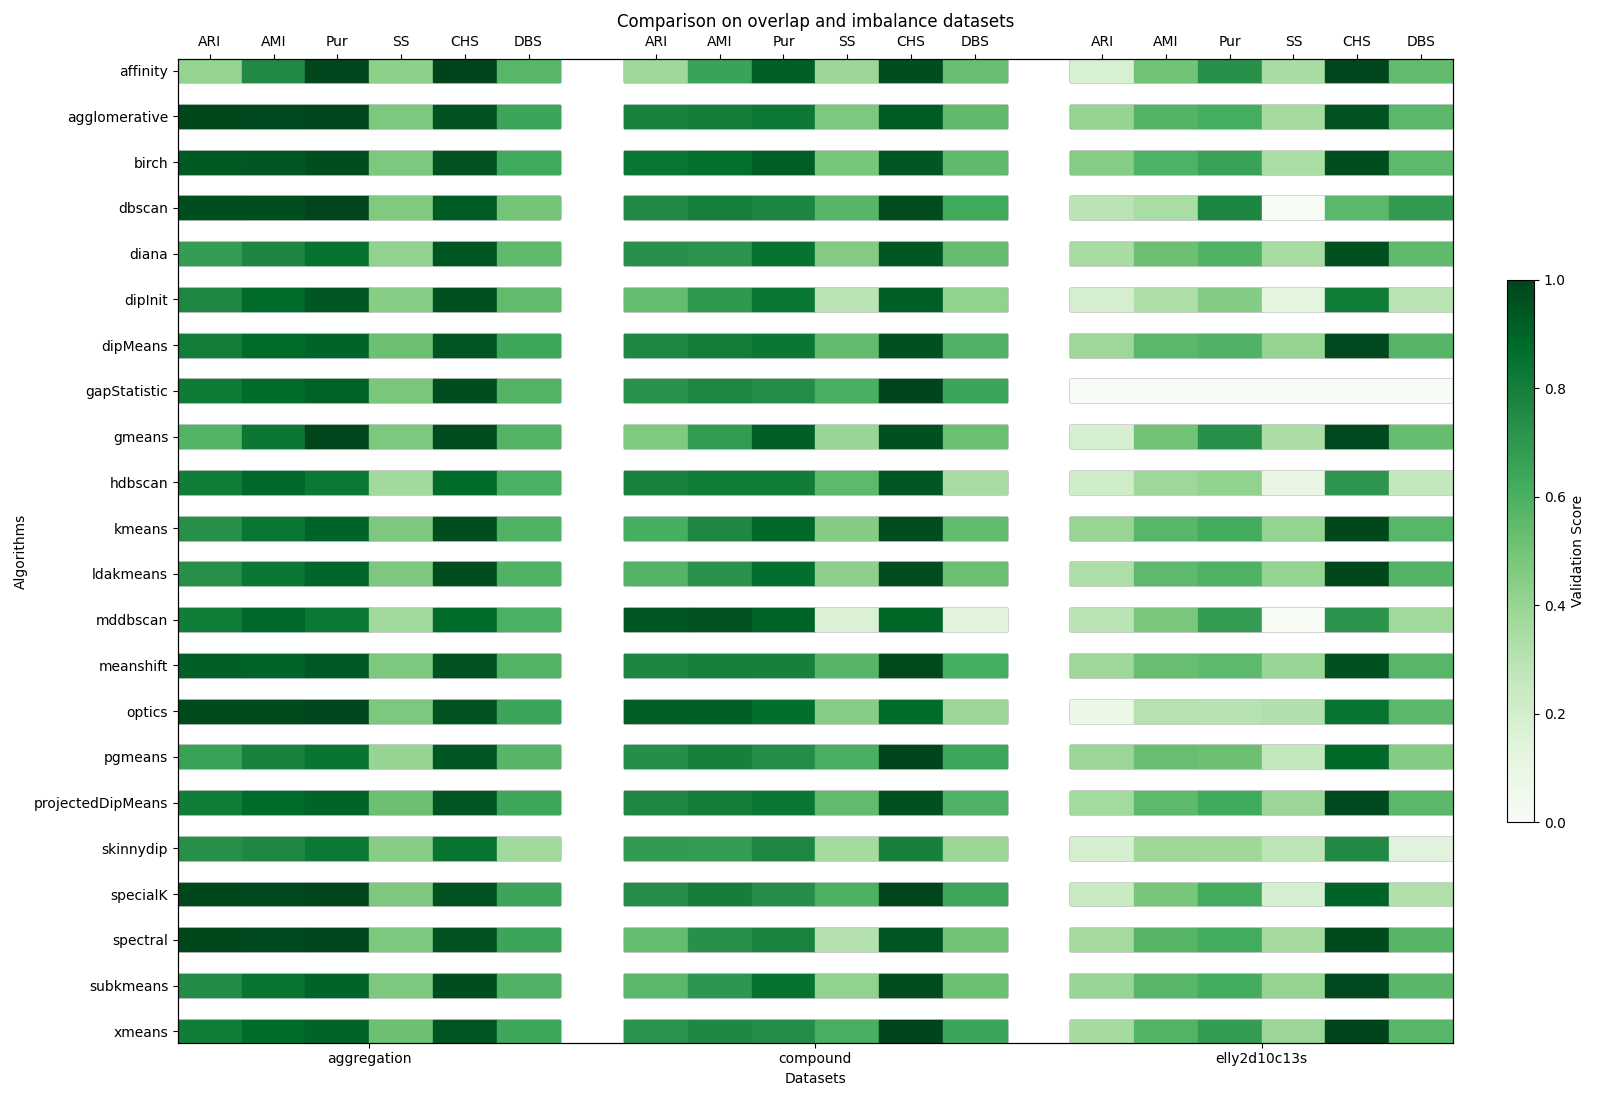 Comparison on overlap and imbalance datasets
ARI AMI Pur SS CHS DBS ARI AMI Pur SS CHS DBS ARI AMI Pur SS CHS DBS
affinity
agglomerative
birch
dbscan
diana
dipInit
dipMeans
gapStatistic
gmeans
hdbscan
kmeans
ldakmeans
mddbscan
meanshift
optics
pgmeans
projectedDipMeans
skinnydip
specialK
spectral
subkmeans
xmeans
Algorithms
aggregation compound elly2d10c13s
Datasets
1.0
0.8
0.6
0.4
0.2
0.0
Validation Score